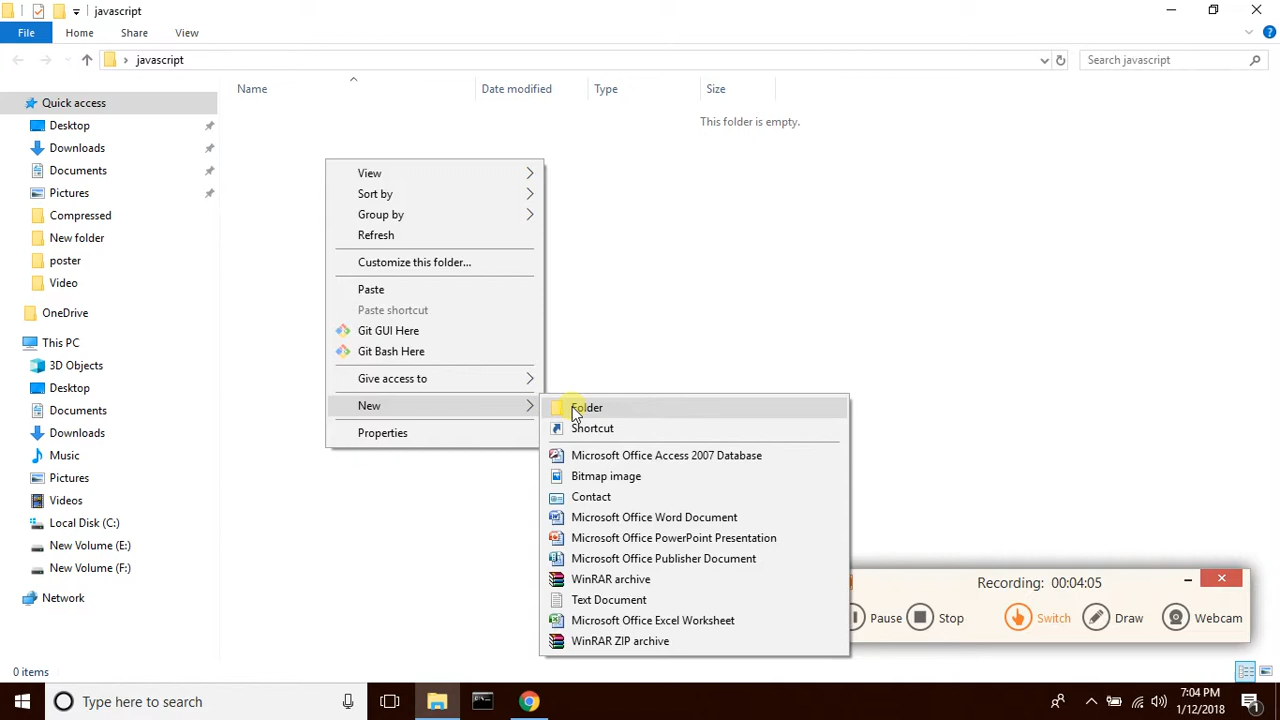 javascript
File Home Share View
javascript
Search javascript
Name Date modified Type Size
This folder is empty.
Quick access
Desktop
Downloads
Documents
Pictures
Compressed
New folder
poster
Video
OneDrive
This PC
3D Objects
Desktop
Documents
Downloads
Music
Pictures
Videos
Local Disk (C:)
New Volume (E:)
New Volume (F:)
Network
View
Sort by
Group by
Refresh
Customize this folder...
Paste
Paste shortcut
Git GUI Here
Git Bash Here
Give access to
New
Properties
Folder
Shortcut
Microsoft Office Access 2007 Database
Bitmap image
Contact
Microsoft Office Word Document
Microsoft Office PowerPoint Presentation
Microsoft Office Publisher Document
WinRAR archive
Text Document
Microsoft Office Excel Worksheet
WinRAR ZIP archive
Recording: 00:04:05
Pause Stop Switch Draw Webcam
0 items
Type here to search
7:04 PM
1/12/2018